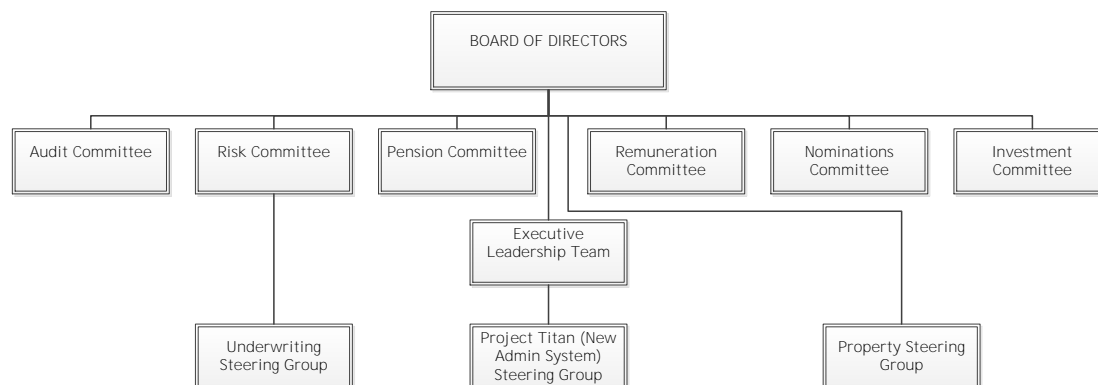 BOARD OF DIRECTORS
Audit Committee
Risk Committee
Pension Committee
Remuneration
Committee
Nominations
Committee
Investment
Committee
Executive
Leadership Team
Underwriting
Steering Group
Project Titan (New
Admin System)
Steering Group
Property Steering
Group